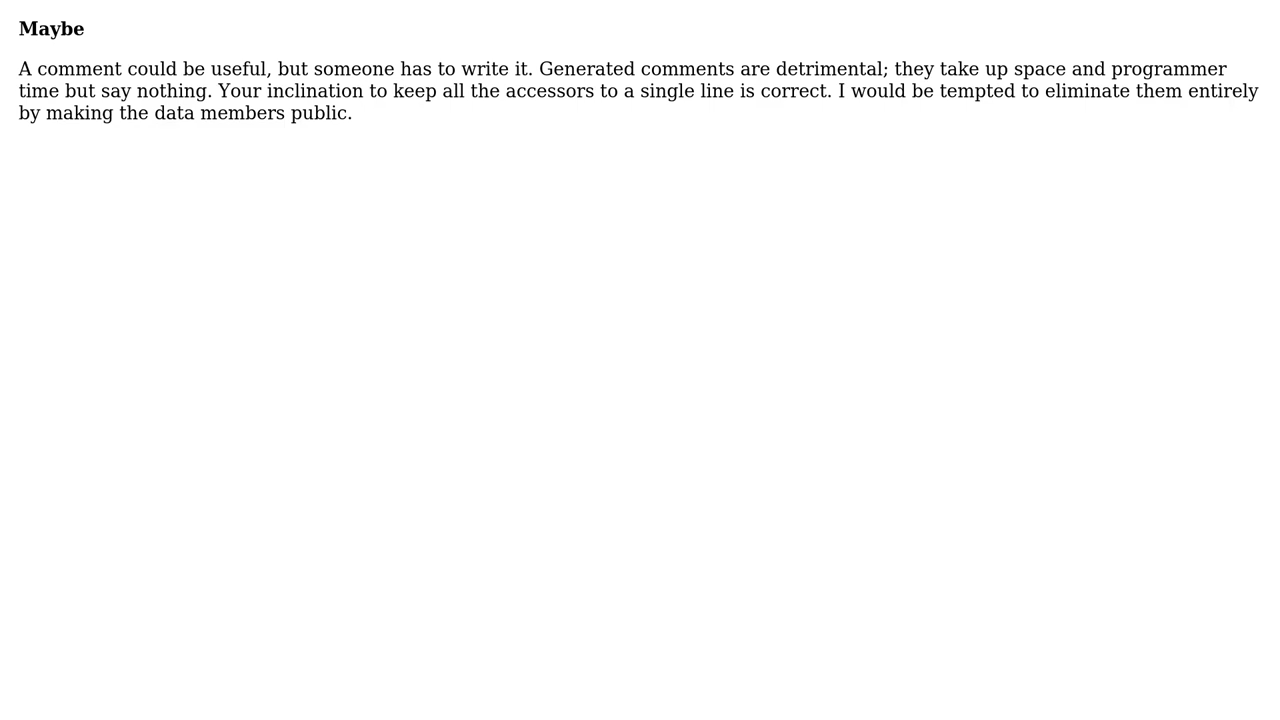 Maybe
A comment could be useful, but someone has to write it. Generated comments are detrimental; they take up space and programmer
time but say nothing. Your inclination to keep all the accessors to a single line is correct. I would be tempted to eliminate them entirely
by making the data members public.